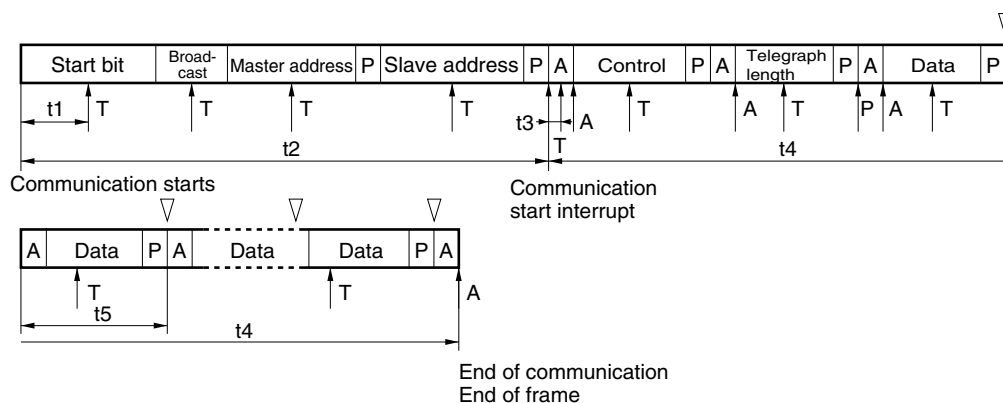 Start bit Broad-cast Master address P Slave address P A Control P A Telegraph length P A Data P
t1 T T T T t3 A T A T P A T
T
t2 t4
Communication starts Communication start interrupt
A Data P A Data Data P A
T T A
t5
t4
End of communication
End of frame